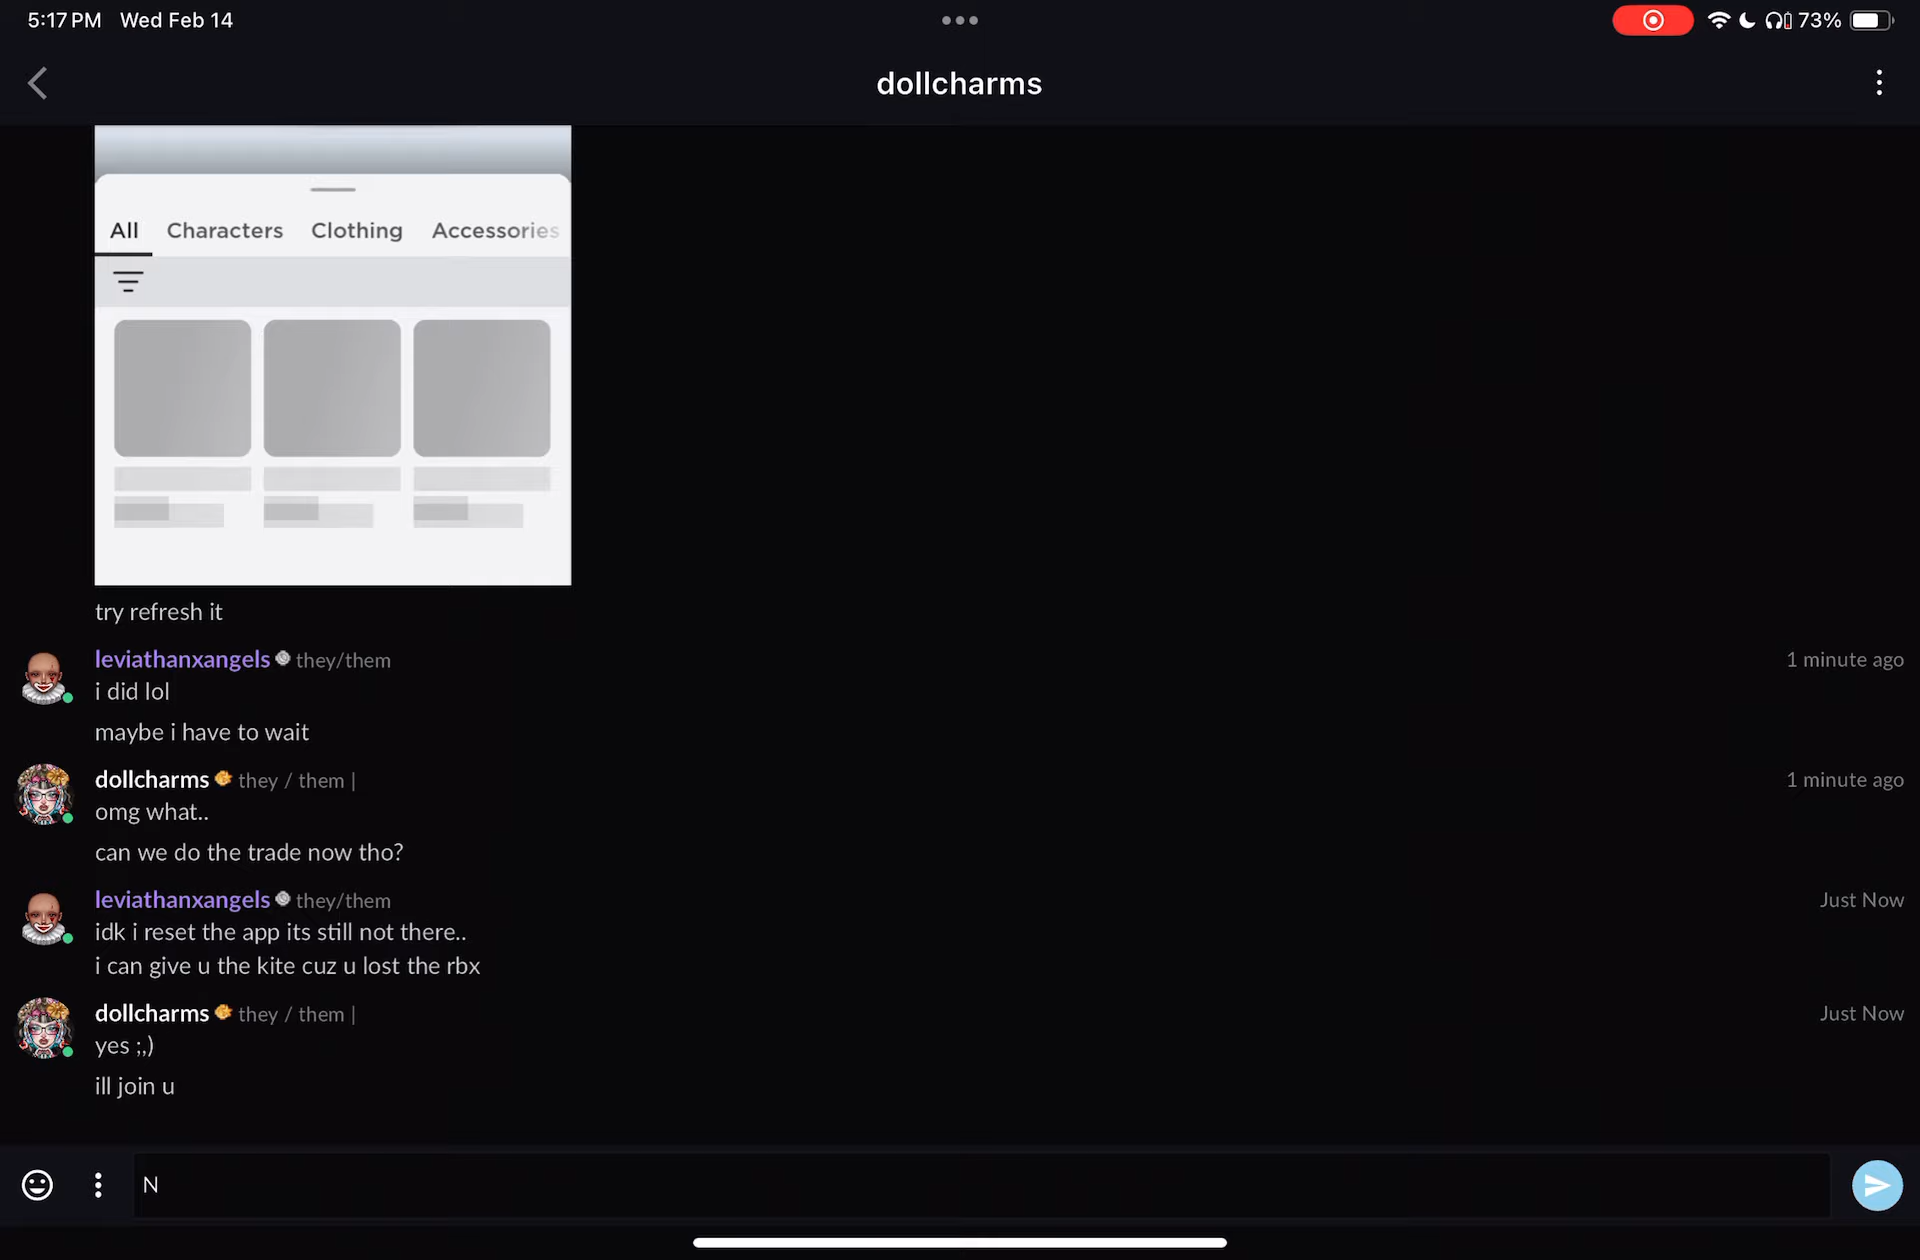 5:17 PM Wed Feb 14
73%
dollcharms
All Characters Clothing Accessories
try refresh it
leviathanxangels they/them 1 minute ago
i did lol
maybe i have to wait
dollcharms they / them | 1 minute ago
omg what..
can we do the trade now tho?
leviathanxangels they/them Just Now
idk i reset the app its still not there..
i can give u the kite cuz u lost the rbx
dollcharms they / them | Just Now
yes ;,)
ill join u
N